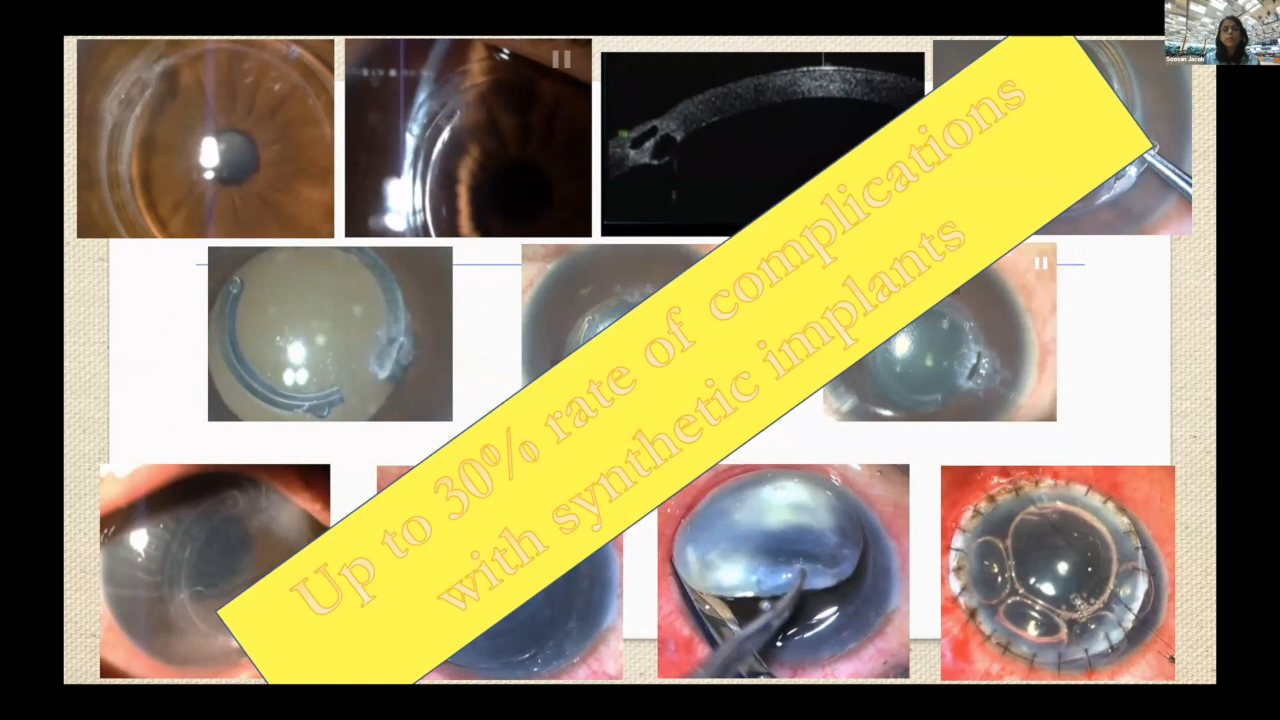 Soosan Jacob
Up to 30% rate of complications
with synthetic implants